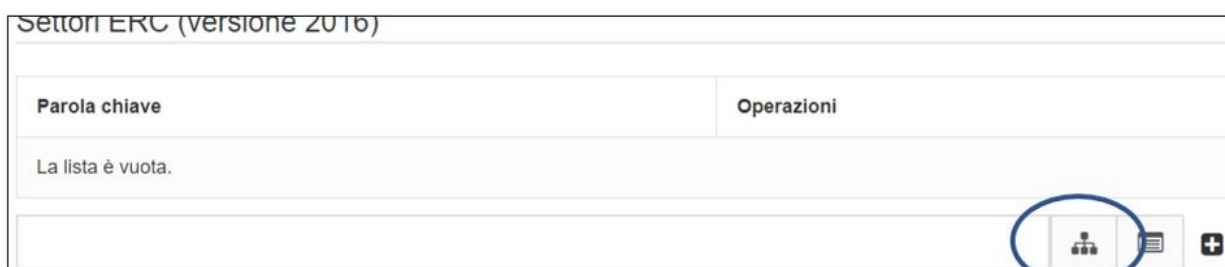 Settori ERC (versione 2016)
Parola chiave Operazioni
La lista è vuota.